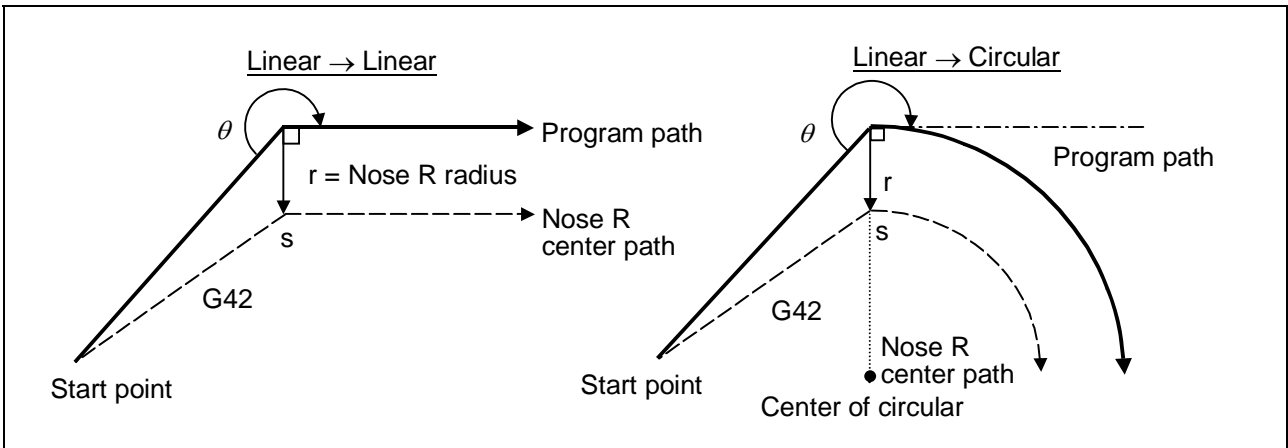 Linear → Linear
θ
Program path
r = Nose R radius
s
Nose R
center path
G42
Start point
Linear → Circular
θ
Program path
r
s
G42
Nose R
center path
Start point
Center of circular